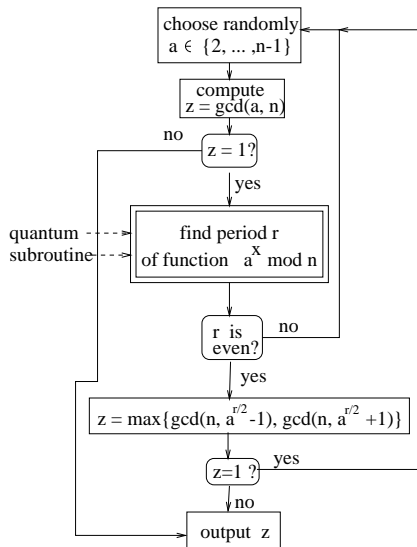 choose randomly
a ∈ {2, ... ,n-1}
compute
z = gcd(a, n)
no
z = 1?
yes
quantum
subroutine
find period r
of function a^x mod n
r is
even?
no
yes
z = max{gcd(n, a^{r/2}-1), gcd(n, a^{r/2}+1)}
z=1 ?
yes
no
output z